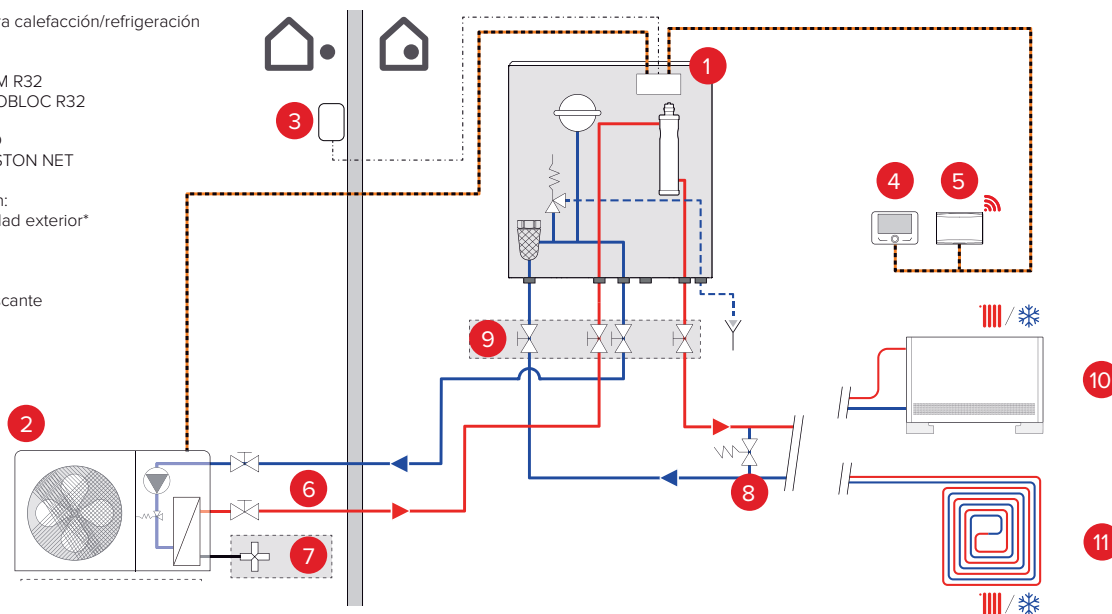 a calefacción/refrigeración
M R32
OBLOC R32
STON NET
n:
dad exterior*
cante
1
2
3
4
5
6
7
8
9
10
11